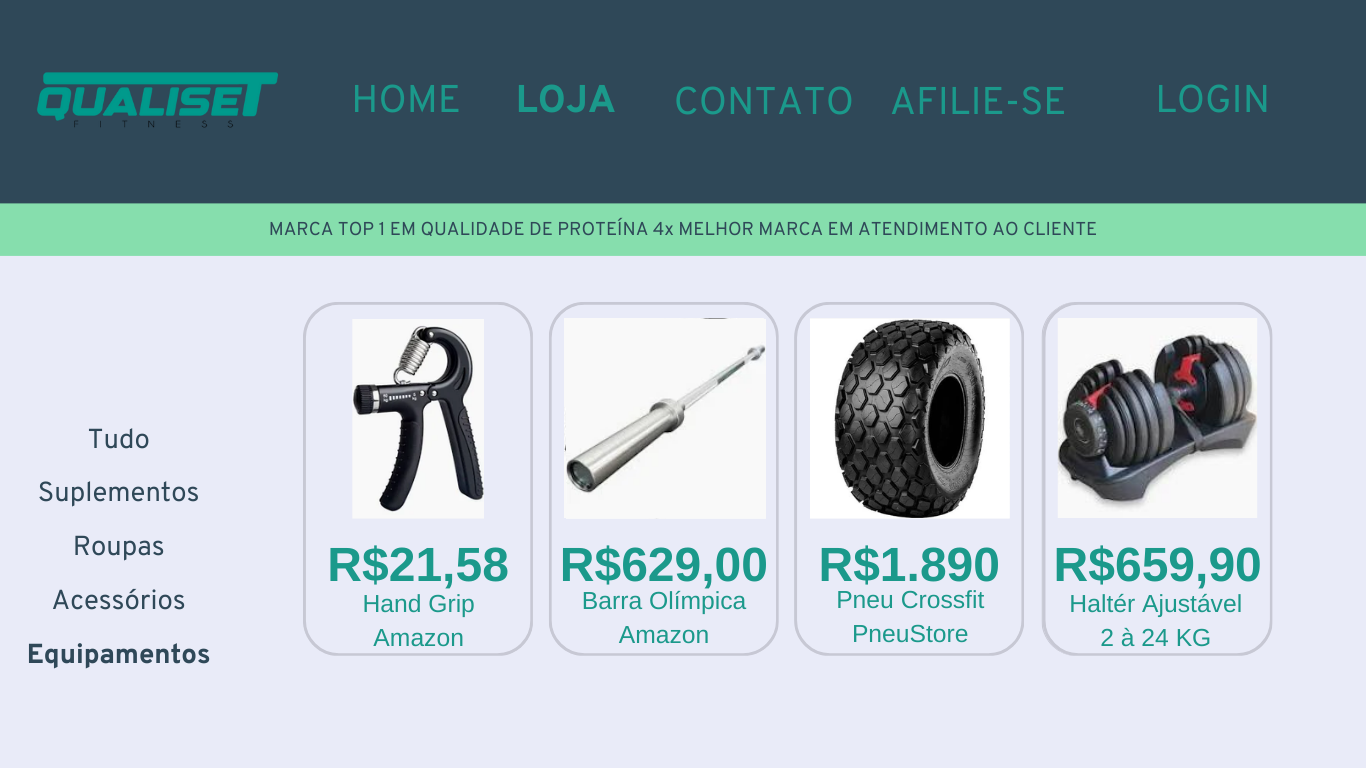 QUALISET
FITNESS
HOME
LOJA
CONTATO
AFILIE-SE
LOGIN
MARCA TOP 1 EM QUALIDADE DE PROTEÍNA 4x MELHOR MARCA EM ATENDIMENTO AO CLIENTE
Tudo
Suplementos
Roupas
Acessórios
Equipamentos
R$21,58
Hand Grip
Amazon
R$629,00
Barra Olímpica
Amazon
R$1.890
Pneu Crossfit
PneuStore
R$659,90
Haltér Ajustável
2 à 24 KG